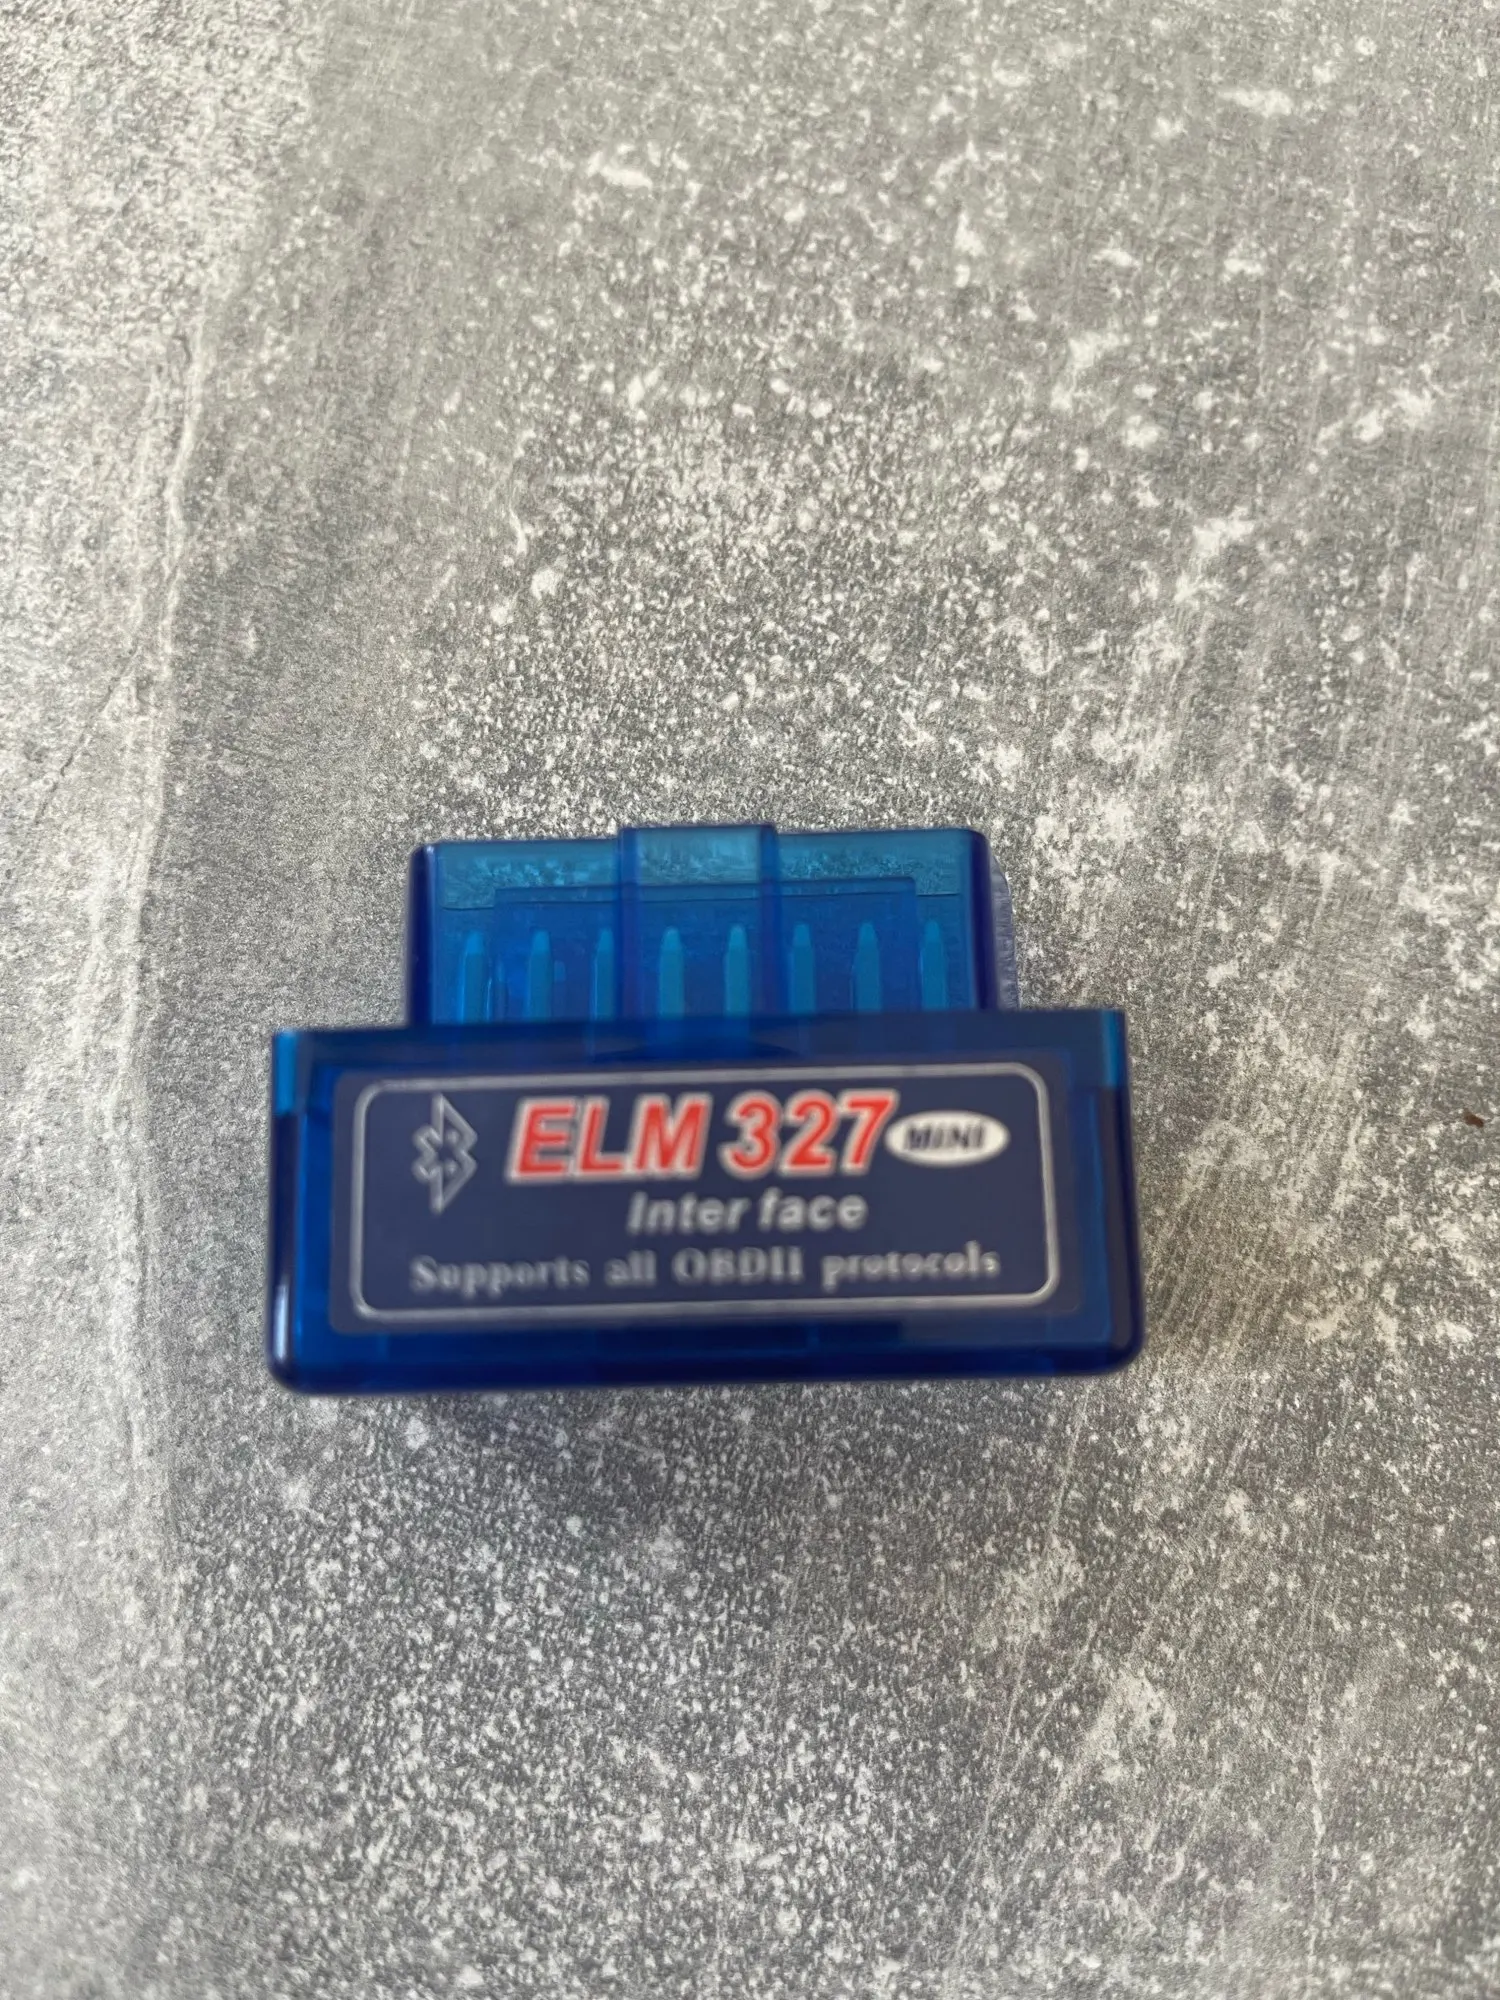 ELM 327 MINI
Inter face
Supports all OBDII protocols